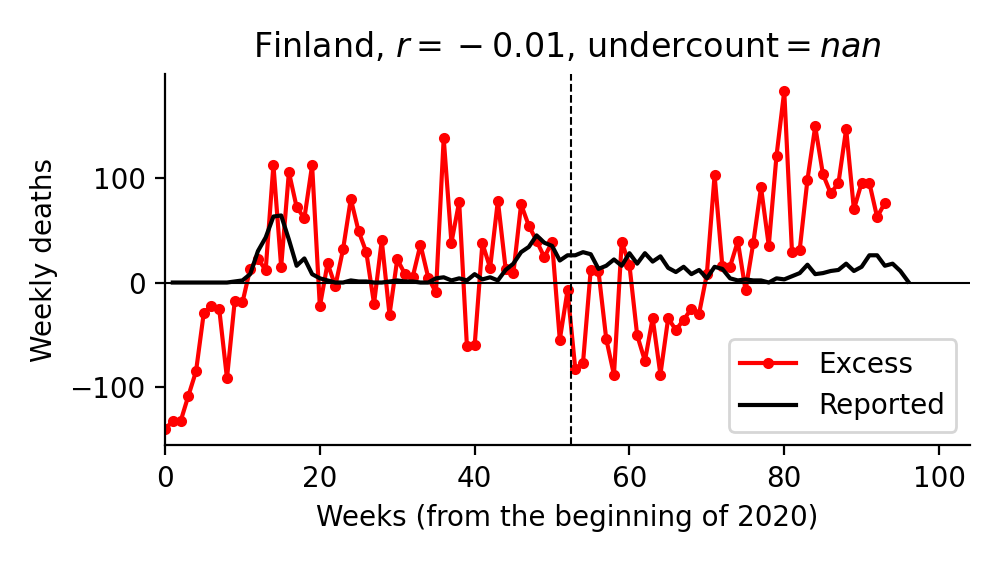 Finland, r = −0.01, undercount = nan
Weekly deaths
100
0
−100
Excess
Reported
0 20 40 60 80 100
Weeks (from the beginning of 2020)